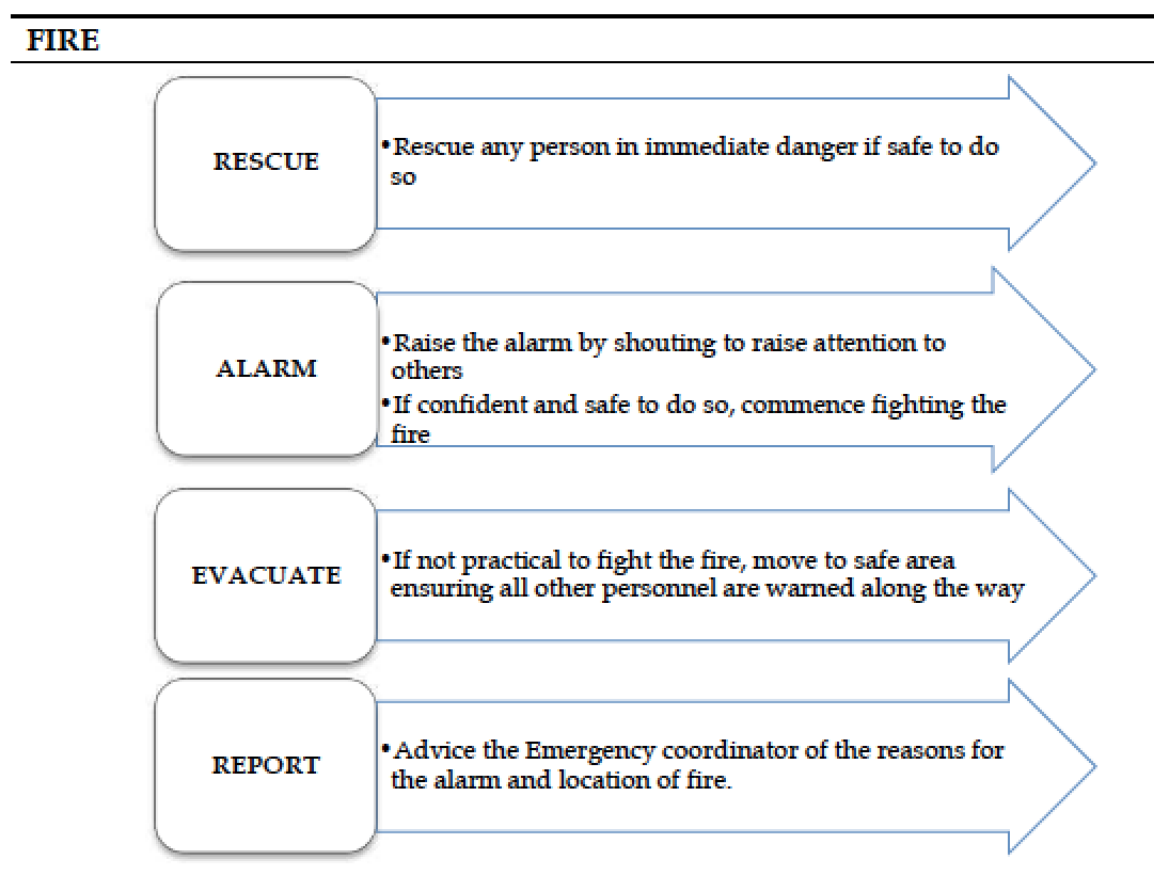 FIRE
RESCUE
•Rescue any person in immediate danger if safe to do
so
ALARM
•Raise the alarm by shouting to raise attention to
others
•If confident and safe to do so, commence fighting the
fire
EVACUATE
•If not practical to fight the fire, move to safe area
ensuring all other personnel are warned along the way
REPORT
•Advice the Emergency coordinator of the reasons for
the alarm and location of fire.